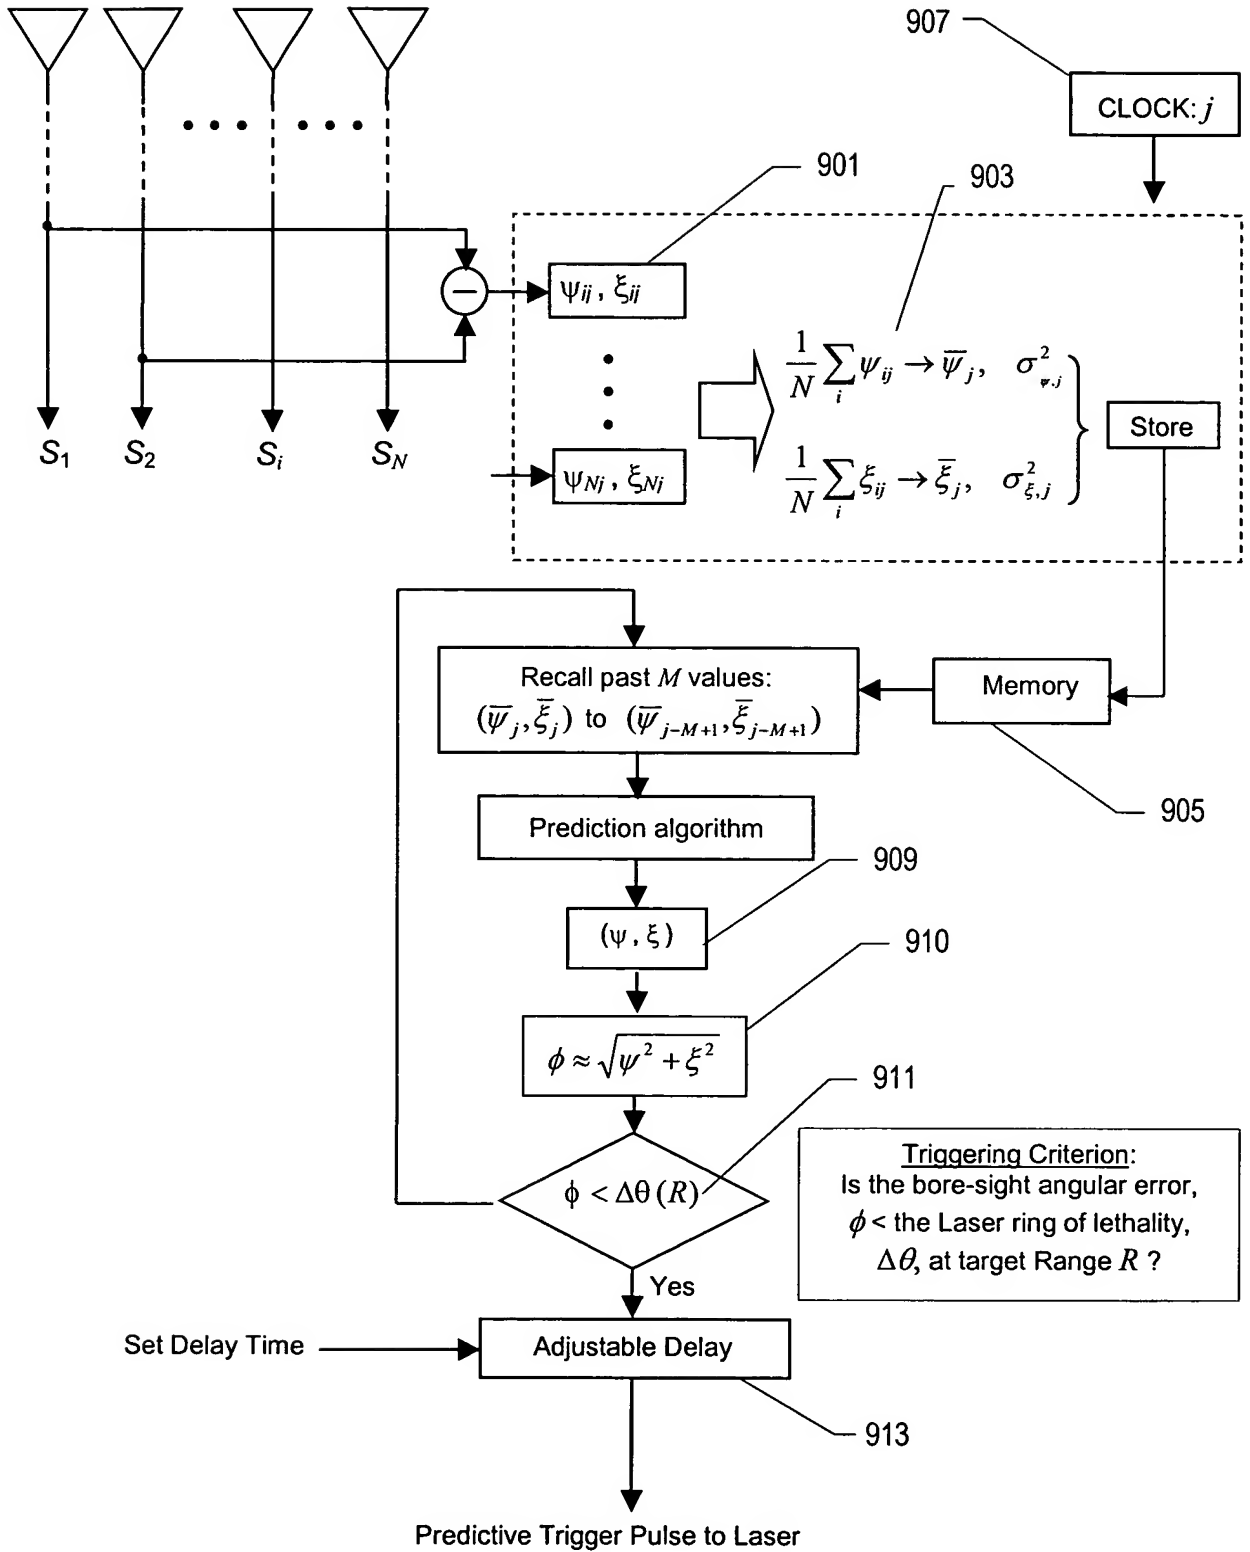 907
CLOCK: j
901
903
ψij , ξij
1/N ∑i ψij → ψ̅j, σ²ψ,j
Store
S1 S2 Si SN
ψNj , ξNj
1/N ∑i ξij → ξ̅j, σ²ξ,j
Recall past M values:
(ψ̅j, ξ̅j) to (ψ̅j−M+1, ξ̅j−M+1)
Memory
905
Prediction algorithm
909
(ψ , ξ)
910
ϕ ≈ √ψ² + ξ²
911
ϕ < Δθ (R)
Triggering Criterion:
Is the bore-sight angular error,
ϕ < the Laser ring of lethality,
Δθ, at target Range R ?
Yes
Set Delay Time
Adjustable Delay
913
Predictive Trigger Pulse to Laser